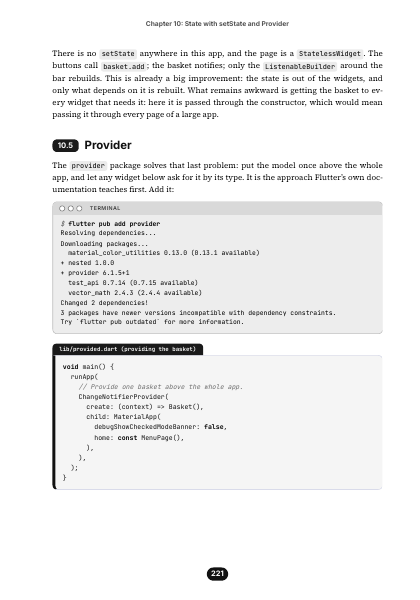 Chapter 10: State with setState and Provider
There is no setState anywhere in this app, and the page is a StatelessWidget. The
buttons call basket.add; the basket notifies; only the ListenableBuilder around the
bar rebuilds. This is already a big improvement: the state is out of the widgets, and
only what depends on it is rebuilt. What remains awkward is getting the basket to ev-
ery widget that needs it: here it is passed through the constructor, which would mean
passing it through every page of a large app.
10.5 Provider
The provider package solves that last problem: put the model once above the whole
app, and let any widget below ask for it by its type. It is the approach Flutter's own doc-
umentation teaches first. Add it:
TERMINAL
$ flutter pub add provider
Resolving dependencies...
Downloading packages...
  material_color_utilities 0.13.0 (0.13.1 available)
+ nested 1.0.0
+ provider 6.1.5+1
  test_api 0.7.14 (0.7.15 available)
  vector_math 2.4.3 (2.4.4 available)
Changed 2 dependencies!
3 packages have newer versions incompatible with dependency constraints.
Try `flutter pub outdated` for more information.
lib/provided.dart (providing the basket)
void main() {
  runApp(
    // Provide one basket above the whole app.
    ChangeNotifierProvider(
      create: (context) => Basket(),
      child: MaterialApp(
        debugShowCheckedModeBanner: false,
        home: const MenuPage(),
      ),
    ),
  );
}
221